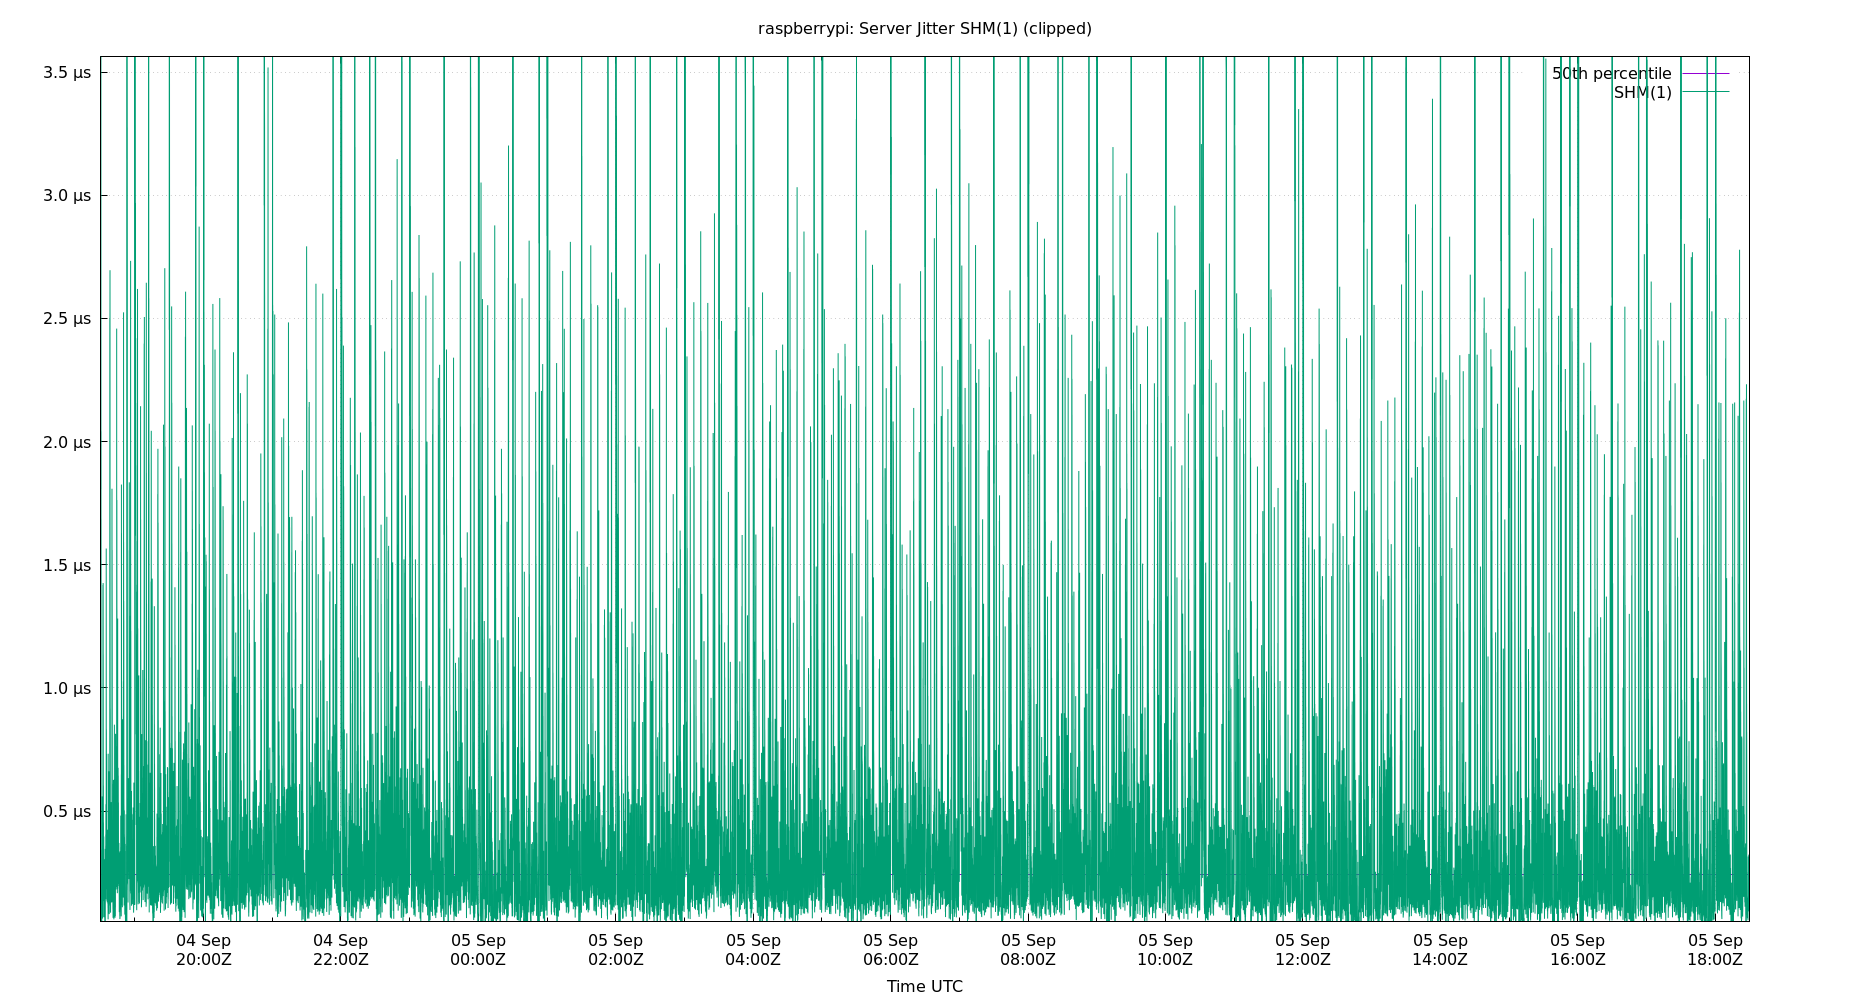 raspberrypi: Server Jitter SHM(1) (clipped)
3.5 µs
50th percentile
SHM(1)
3.0 µs
2.5 µs
2.0 µs
1.5 µs
1.0 µs
0.5 µs
04 Sep 04 Sep 05 Sep 05 Sep 05 Sep 05 Sep 05 Sep 05 Sep 05 Sep 05 Sep 05 Sep 05 Sep
20:00Z 22:00Z 00:00Z 02:00Z 04:00Z 06:00Z 08:00Z 10:00Z 12:00Z 14:00Z 16:00Z 18:00Z
Time UTC